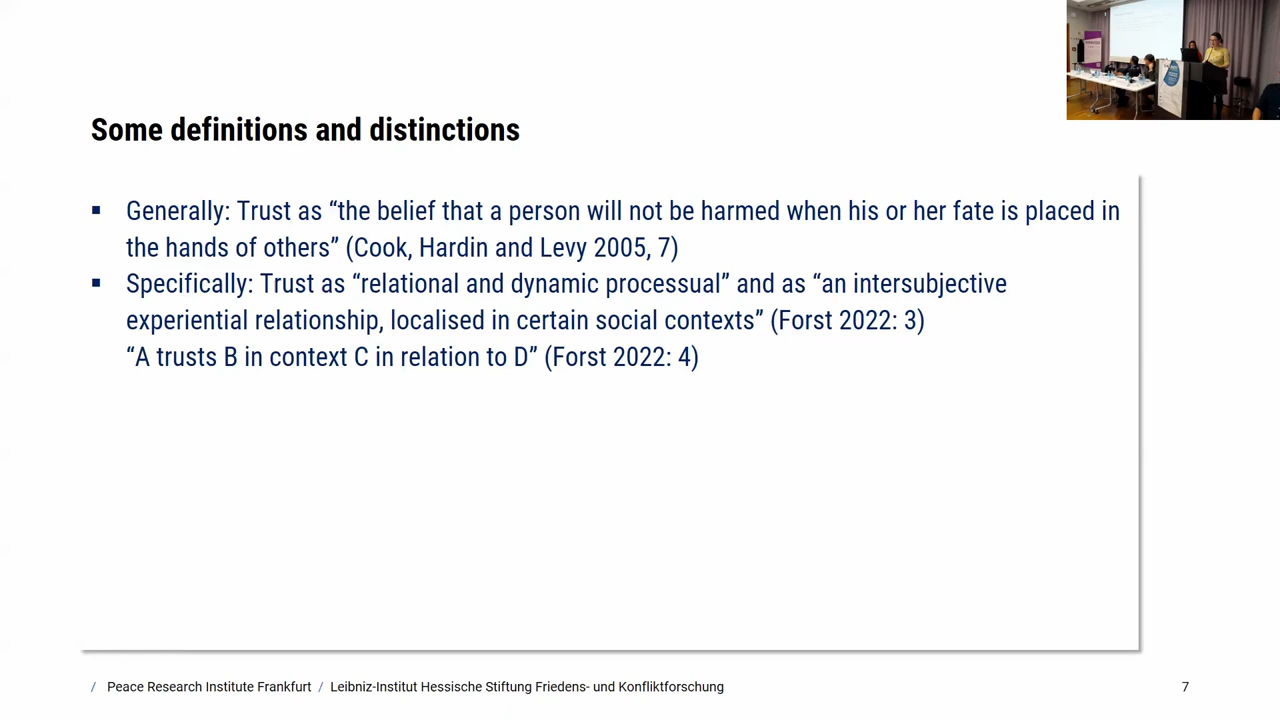 Some definitions and distinctions
▪ Generally: Trust as “the belief that a person will not be harmed when his or her fate is placed in
the hands of others” (Cook, Hardin and Levy 2005, 7)
▪ Specifically: Trust as “relational and dynamic processual” and as “an intersubjective
experiential relationship, localised in certain social contexts” (Forst 2022: 3)
“A trusts B in context C in relation to D” (Forst 2022: 4)
/ Peace Research Institute Frankfurt / Leibniz-Institut Hessische Stiftung Friedens- und Konfliktforschung
7